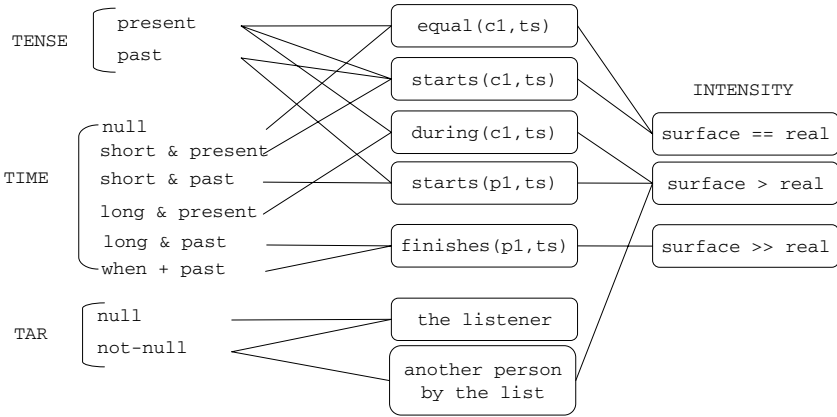 TENSE
present
past
TIME
null
short & present
short & past
long & present
long & past
when + past
TAR
null
not-null
equal(c1,ts)
starts(c1,ts)
during(c1,ts)
starts(p1,ts)
finishes(p1,ts)
the listener
another person
by the list
INTENSITY
surface == real
surface > real
surface >> real